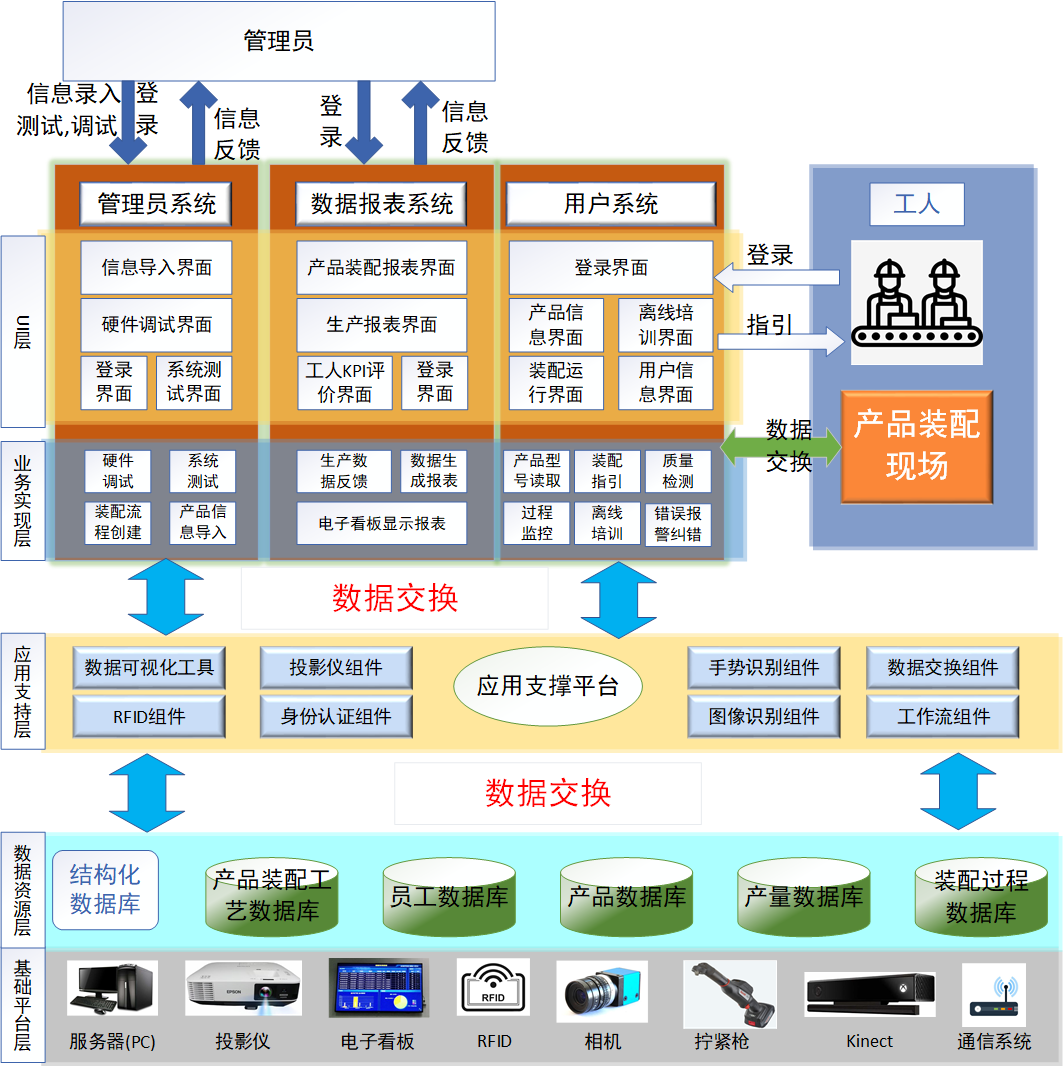 管理员
信息录入
测试,调试
登
录
信息
反馈
登
录
信息
反馈
管理员系统
数据报表系统
用户系统
工人
UI层
信息导入界面
硬件调试界面
登录
界面
系统测
试界面
产品装配报表界面
生产报表界面
工人KPI评
价界面
登录
界面
登录界面
产品信
息界面
离线培
训界面
装配运
行界面
用户信
息界面
登录
指引
数据
交换
产品装配
现场
业务实现层
硬件
调试
系统
测试
装配流
程创建
产品信
息导入
生产数
据反馈
数据生
成报表
电子看板显示报表
产品型
号读取
装配
指引
质量
检测
过程
监控
离线
培训
错误报
警纠错
数据交换
应用支持层
数据可视化工具
投影仪组件
RFID组件
身份认证组件
应用支撑平台
手势识别组件
数据交换组件
图像识别组件
工作流组件
数据交换
数据资源层
结构化
数据库
产品装配工
艺数据库
员工数据库
产品数据库
产量数据库
装配过程
数据库
基础平台层
EPSON
RFID
服务器(PC)
投影仪
电子看板
RFID
相机
拧紧枪
Kinect
通信系统